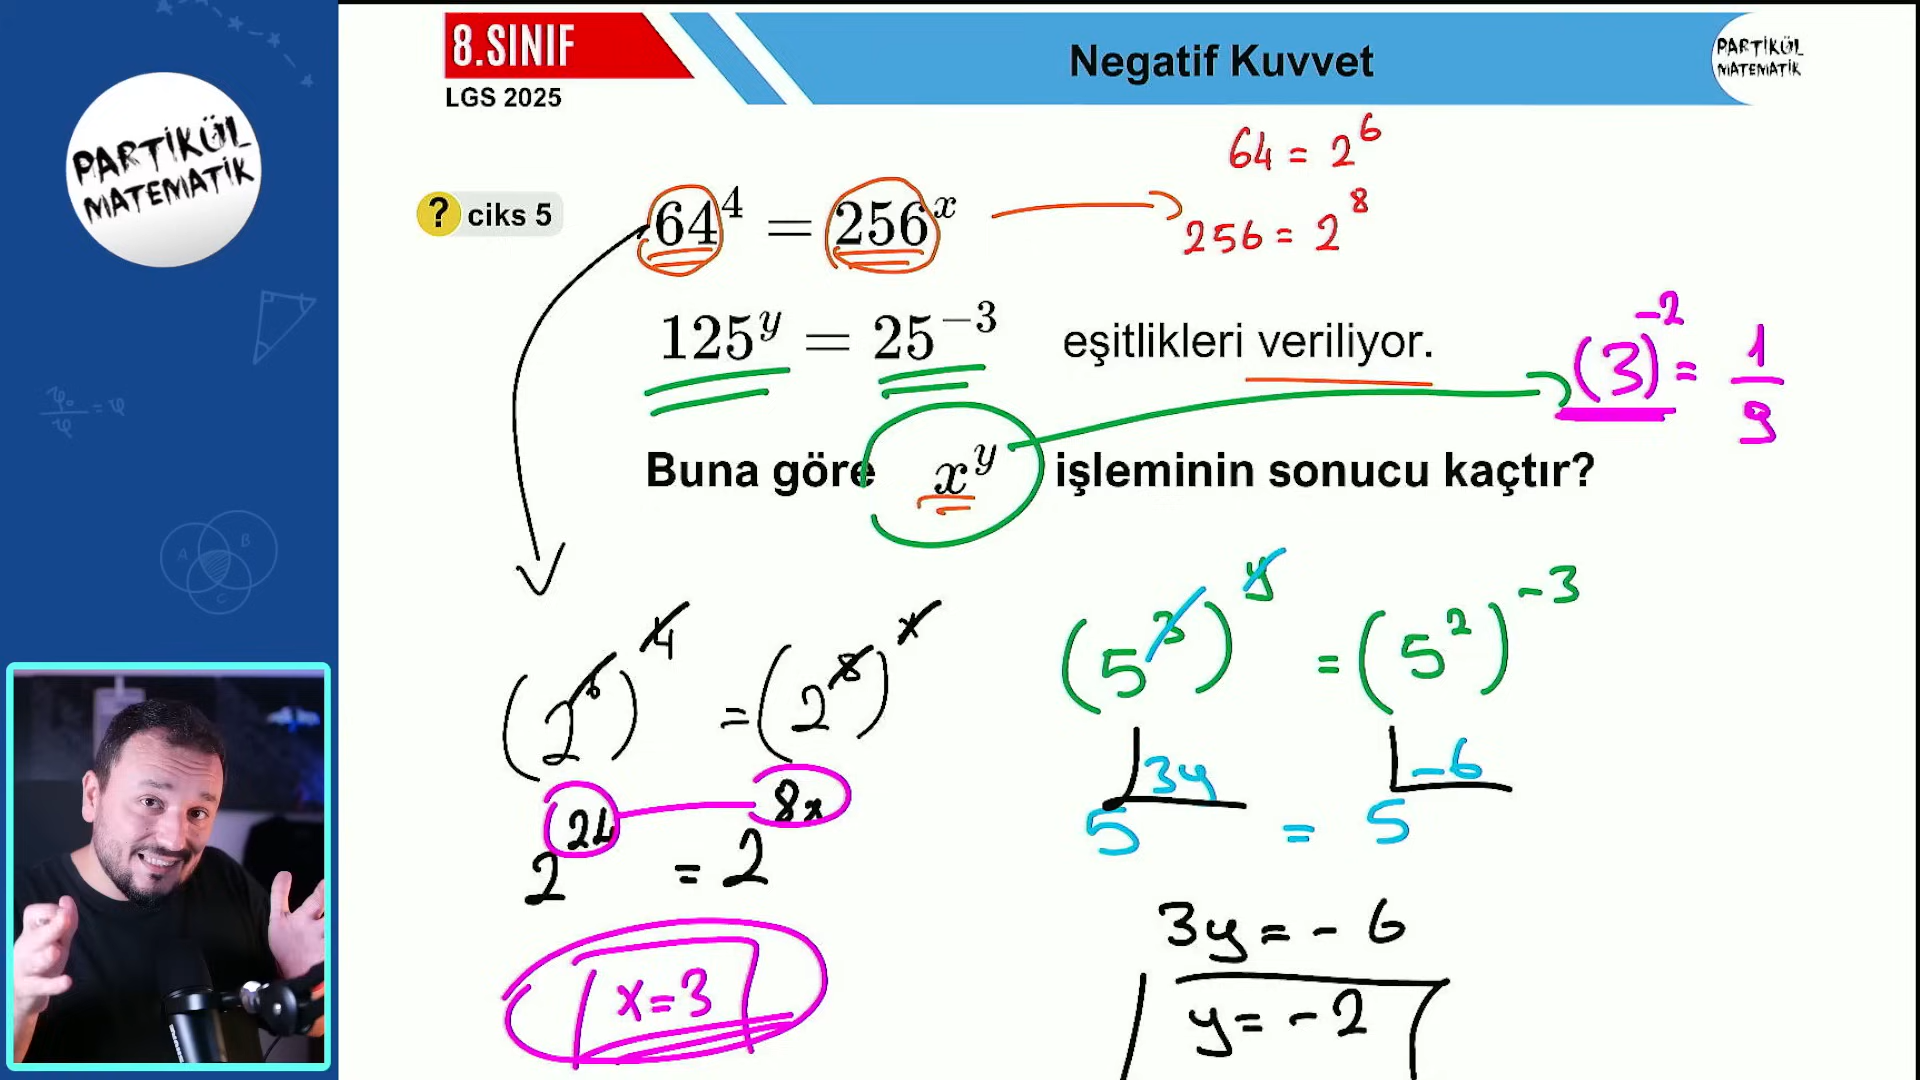 8.SINIF
LGS 2025
Negatif Kuvvet
PARTİKÜL
MATEMATİK
PARTİKÜL
MATEMATİK
64 = 2^6
256 = 2^8
? ciks 5
64^4 = 256^x
125^y = 25^-3 eşitlikleri veriliyor.
(3)^-2 = 1/9
Buna göre x^y işleminin sonucu kaçtır?
(2^6)^4 = (2^8)^x
2^24 = 2^8x
x=3
(5^3)^y = (5^2)^-3
5^3y = 5^-6
3y = -6
y = -2
A B
C